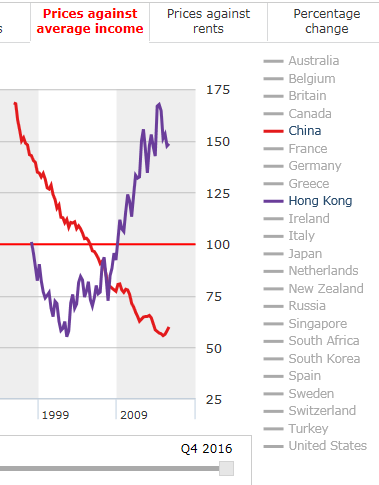 s
Prices against
average income
Prices against
rents
Percentage
change
175
150
125
100
75
50
25
1999
2009
Q4 2016
Australia
Belgium
Britain
Canada
China
France
Germany
Greece
Hong Kong
Ireland
Italy
Japan
Netherlands
New Zealand
Russia
Singapore
South Africa
South Korea
Spain
Sweden
Switzerland
Turkey
United States